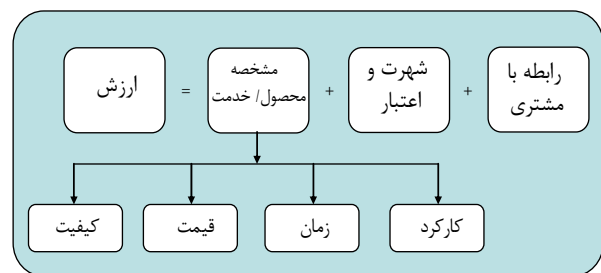 ارزش
=
مشخصه
محصول/ خدمت
+
شهرت و
اعتبار
+
رابطه با
مشتری
کیفیت
قیمت
زمان
کارکرد